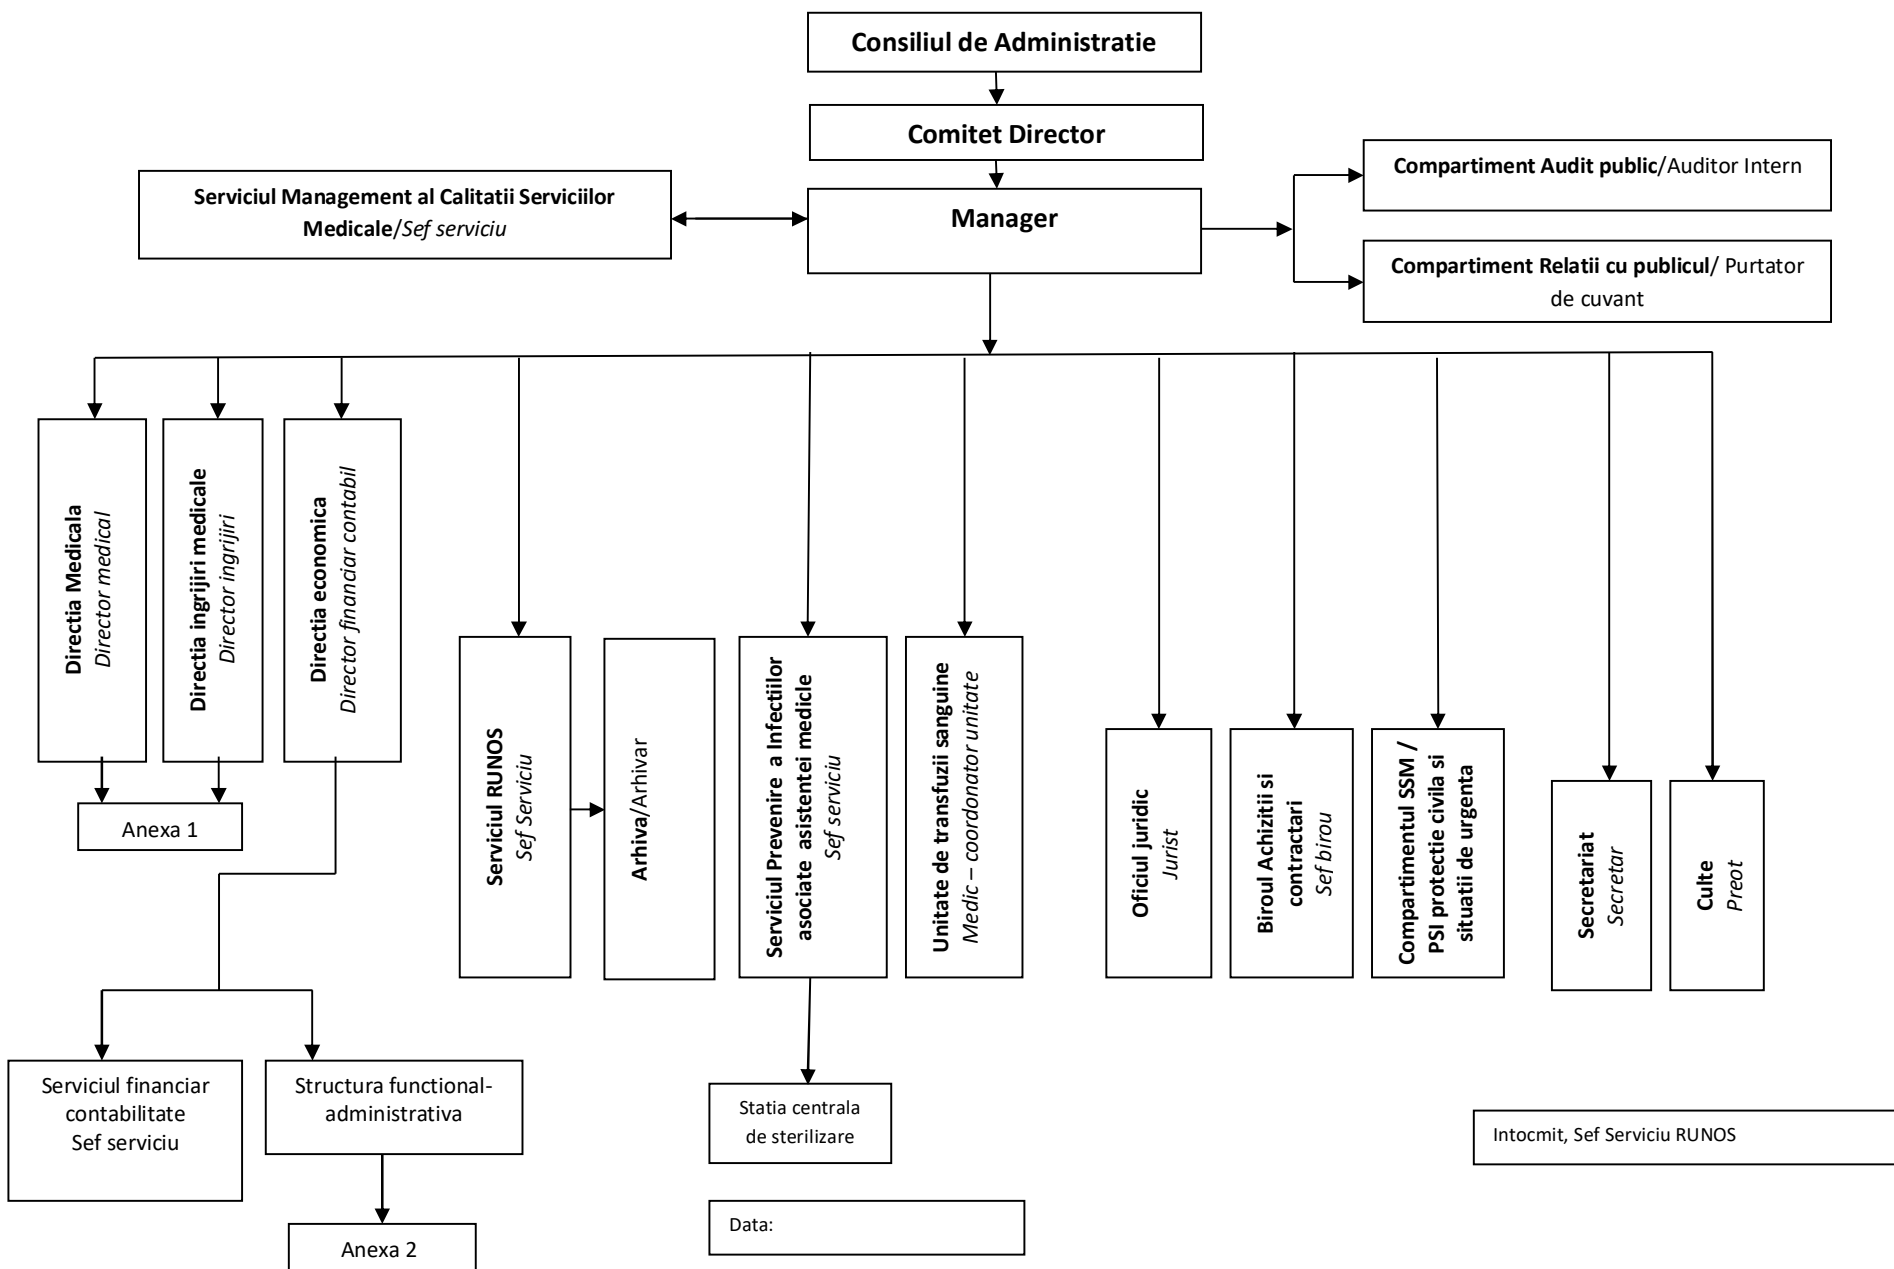 Consiliul de Administratie
Comitet Director
Serviciul Management al Calitatii Serviciilor
Medicale/Sef serviciu
Manager
Compartiment Audit public/Auditor Intern
Compartiment Relatii cu publicul/ Purtator
de cuvant
Directia Medicala
Director medical
Directia ingrijiri medicale
Director ingrijiri
Directia economica
Director financiar contabil
Anexa 1
Serviciul RUNOS
Sef Serviciu
Arhiva/Arhivar
Serviciul Prevenire a Infectiilor
asociate asistentei medicle
Sef serviciu
Unitate de transfuzii sanguine
Medic – coordonator unitate
Oficiul juridic
Jurist
Biroul Achizitii si
contractari
Sef birou
Compartimentul SSM /
PSI protectie civila si
situatii de urgenta
Secretariat
Secretar
Culte
Preot
Serviciul financiar
contabilitate
Sef serviciu
Structura functional-
administrativa
Anexa 2
Statia centrala
de sterilizare
Data:
Intocmit, Sef Serviciu RUNOS